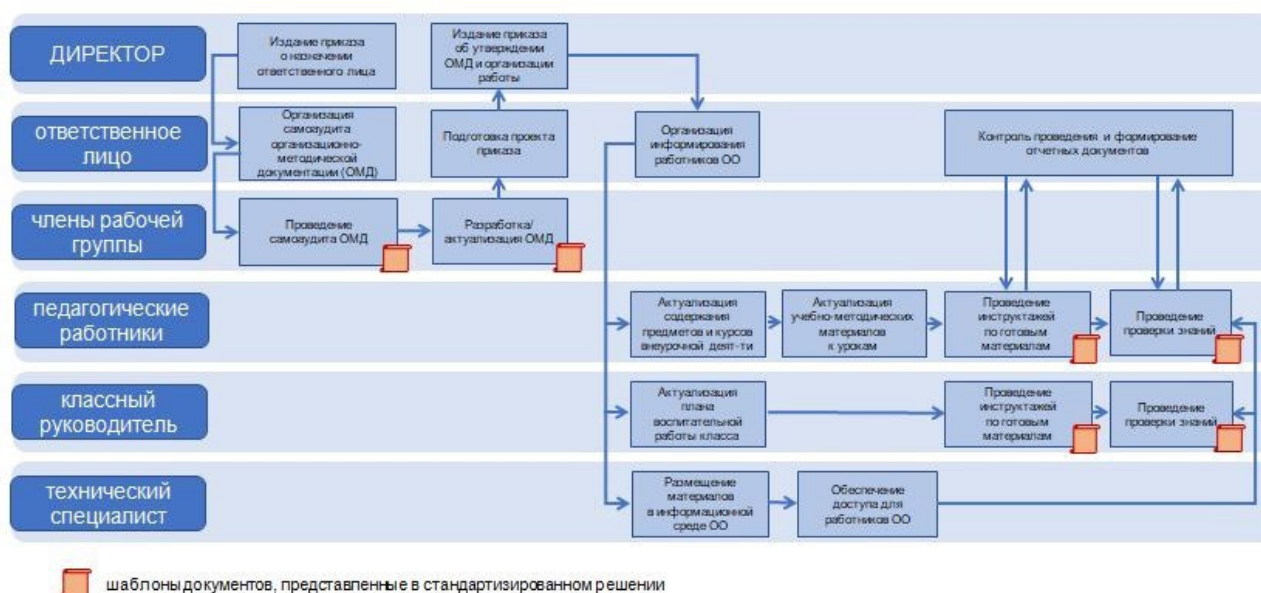 ДИРЕКТОР
Издание приказа
о назначении
ответственного лица
Издание приказа
об утверждении
ОМД и организации
работы
ответственное
лицо
Организация
самоаудита
организационно-
методической
документации (ОМД)
Подготовка проекта
приказа
Организация
информирования
работников ОО
Контроль проведения и формирование
отчетных документов
члены рабочей
группы
Проведение
самоаудита ОМД
Разработка/
актуализация ОМД
педагогические
работники
Актуализация
содержания
предметов и курсов
внеурочной деят-ти
Актуализация
учебно-методических
материалов
к урокам
Проведение
инструктажей
по готовым
материалам
Проведение
проверки знаний
классный
руководитель
Актуализация
плана
воспитательной
работы класса
Проведение
инструктажей
по готовым
материалам
Проведение
проверки знаний
технический
специалист
Размещение
материалов
в информационной
среде ОО
Обеспечение
доступа для
работников ОО
шаблоны документов, представленные в стандартизированном решении